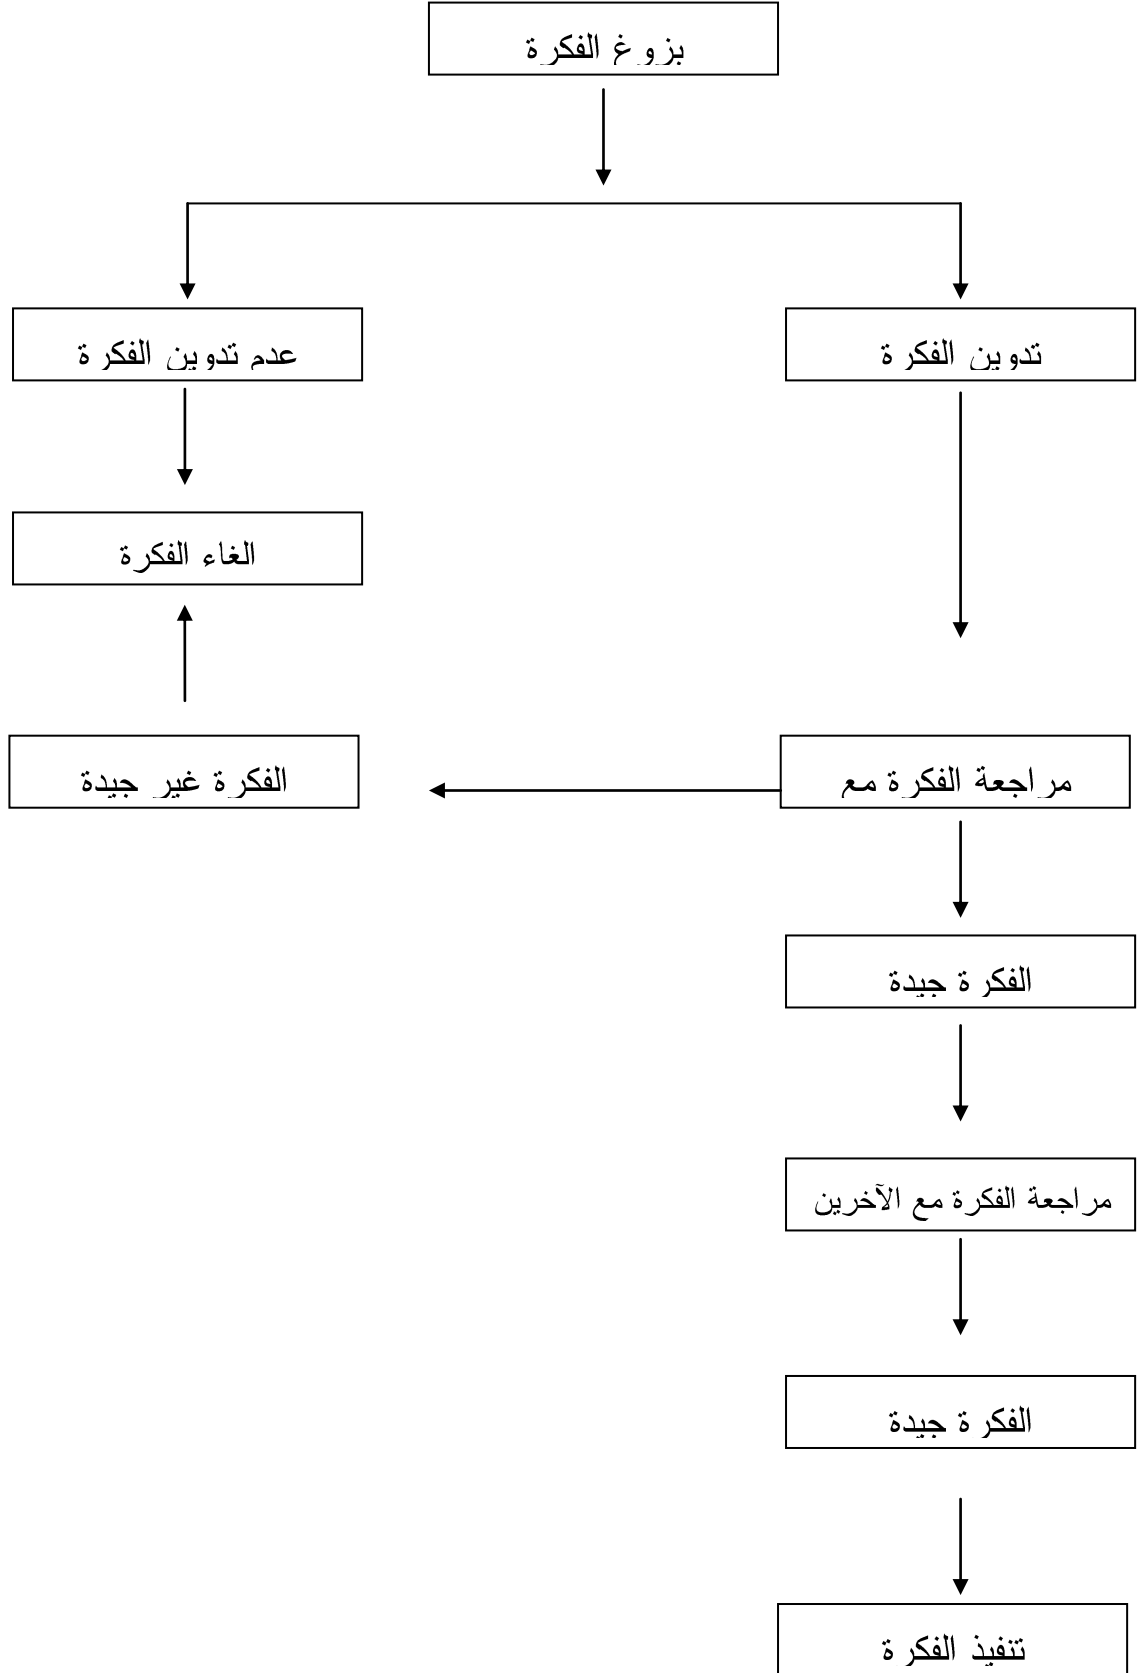 بزوغ الفكرة
تدوين الفكرة
عدم تدوين الفكرة
الغاء الفكرة
مراجعة الفكرة مع
الفكرة غير جيدة
الفكرة جيدة
مراجعة الفكرة مع الآخرين
الفكرة جيدة
تنفيذ الفكرة